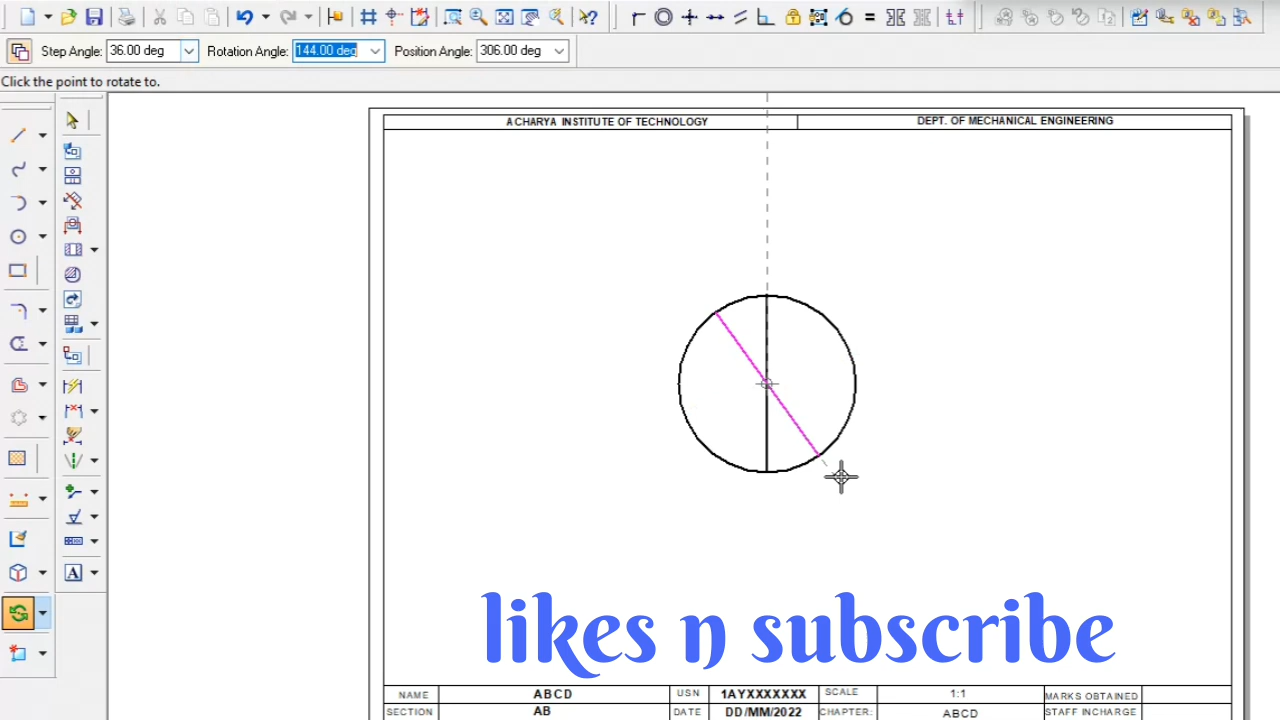 Step Angle: 36.00 deg Rotation Angle: 144.00 deg Position Angle: 306.00 deg
Click the point to rotate to.
ACHARYA INSTITUTE OF TECHNOLOGY DEPT. OF MECHANICAL ENGINEERING
A
likes n subscribe
NAME ABCD USN 1AYXXXXXXX SCALE 1:1 MARKS OBTAINED
SECTION AB DATE DD/MM/2022 CHAPTER: ABCD STAFF INCHARGE